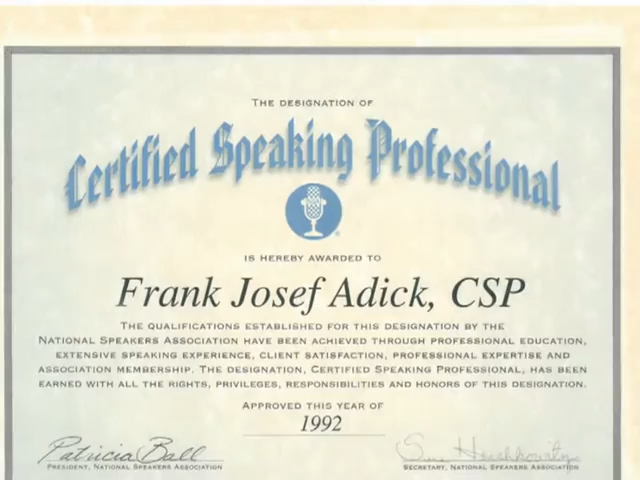 THE DESIGNATION OF
Certified Speaking Professional
IS HEREBY AWARDED TO
Frank Josef Adick, CSP
THE QUALIFICATIONS ESTABLISHED FOR THIS DESIGNATION BY THE
NATIONAL SPEAKERS ASSOCIATION HAVE BEEN ACHIEVED THROUGH PROFESSIONAL EDUCATION,
EXTENSIVE SPEAKING EXPERIENCE, CLIENT SATISFACTION, PROFESSIONAL EXPERTISE AND
ASSOCIATION MEMBERSHIP. THE DESIGNATION, CERTIFIED SPEAKING PROFESSIONAL, HAS BEEN
EARNED WITH ALL THE RIGHTS, PRIVILEGES, RESPONSIBILITIES AND HONORS OF THIS DESIGNATION.
APPROVED THIS YEAR OF
1992
Patricia Ball
PRESIDENT, NATIONAL SPEAKERS ASSOCIATION
SECRETARY, NATIONAL SPEAKERS ASSOCIATION